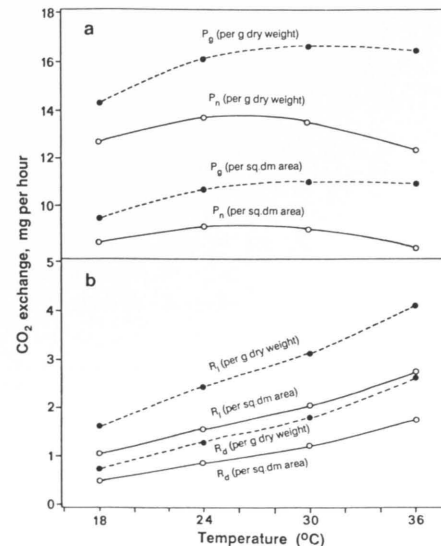 18
16
14
12
10
a
P_g (per g dry weight)
P_n (per g dry weight)
P_g (per sq.dm area)
P_n (per sq.dm area)
CO₂ exchange, mg per hour
5
4
3
2
1
0
b
R_l (per g dry weight)
R_l (per sq.dm area)
R_d (per g dry weight)
R_d (per sq.dm area)
18 24 30 36
Temperature (°C)